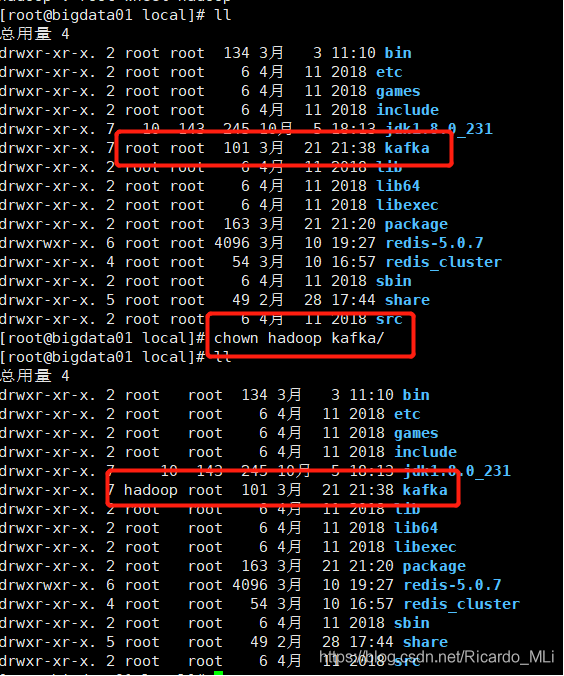 [root@bigdata01 local]# ll
总用量 4
drwxr-xr-x. 2 root root  134 3月   3 11:10 bin
drwxr-xr-x. 2 root root    6 4月  11 2018 etc
drwxr-xr-x. 2 root root    6 4月  11 2018 games
drwxr-xr-x. 2 root root    6 4月  11 2018 include
drwxr-xr-x. 7   10  143  245 10月  5 18:13 jdk1.8.0_231
drwxr-xr-x. 7 root root  101 3月  21 21:38 kafka
drwxr-xr-x. 2 root root    6 4月  11 2018 lib
drwxr-xr-x. 2 root root    6 4月  11 2018 lib64
drwxr-xr-x. 2 root root    6 4月  11 2018 libexec
drwxr-xr-x. 2 root root  163 3月  21 21:20 package
drwxrwxr-x. 6 root root 4096 3月  10 19:27 redis-5.0.7
drwxr-xr-x. 4 root root   54 3月  10 16:57 redis_cluster
drwxr-xr-x. 2 root root    6 4月  11 2018 sbin
drwxr-xr-x. 5 root root   49 2月  28 17:44 share
drwxr-xr-x. 2 root root    6 4月  11 2018 src
[root@bigdata01 local]# chown hadoop kafka/
[root@bigdata01 local]# ll
总用量 4
drwxr-xr-x. 2 root   root  134 3月   3 11:10 bin
drwxr-xr-x. 2 root   root    6 4月  11 2018 etc
drwxr-xr-x. 2 root   root    6 4月  11 2018 games
drwxr-xr-x. 2 root   root    6 4月  11 2018 include
drwxr-xr-x. 7     10  143  245 10月  5 18:13 jdk1.8.0_231
drwxr-xr-x. 7 hadoop root  101 3月  21 21:38 kafka
drwxr-xr-x. 2 root   root    6 4月  11 2018 lib
drwxr-xr-x. 2 root   root    6 4月  11 2018 lib64
drwxr-xr-x. 2 root   root    6 4月  11 2018 libexec
drwxr-xr-x. 2 root   root  163 3月  21 21:20 package
drwxrwxr-x. 6 root   root 4096 3月  10 19:27 redis-5.0.7
drwxr-xr-x. 4 root   root   54 3月  10 16:57 redis_cluster
drwxr-xr-x. 2 root   root    6 4月  11 2018 sbin
drwxr-xr-x. 5 root   root   49 2月  28 17:44 share
drwxr-xr-x. 2 root   root    6 4月  11 2018 src
https://blog.csdn.net/Ricardo_MLi